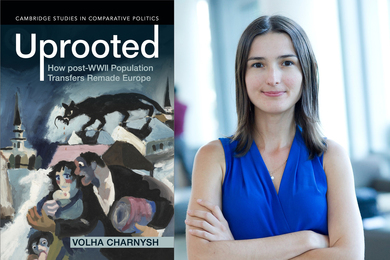 CAMBRIDGE STUDIES IN COMPARATIVE POLITICS
Uprooted
How post-WWII Population
Transfers Remade Europe
VOLHA CHARNYSH